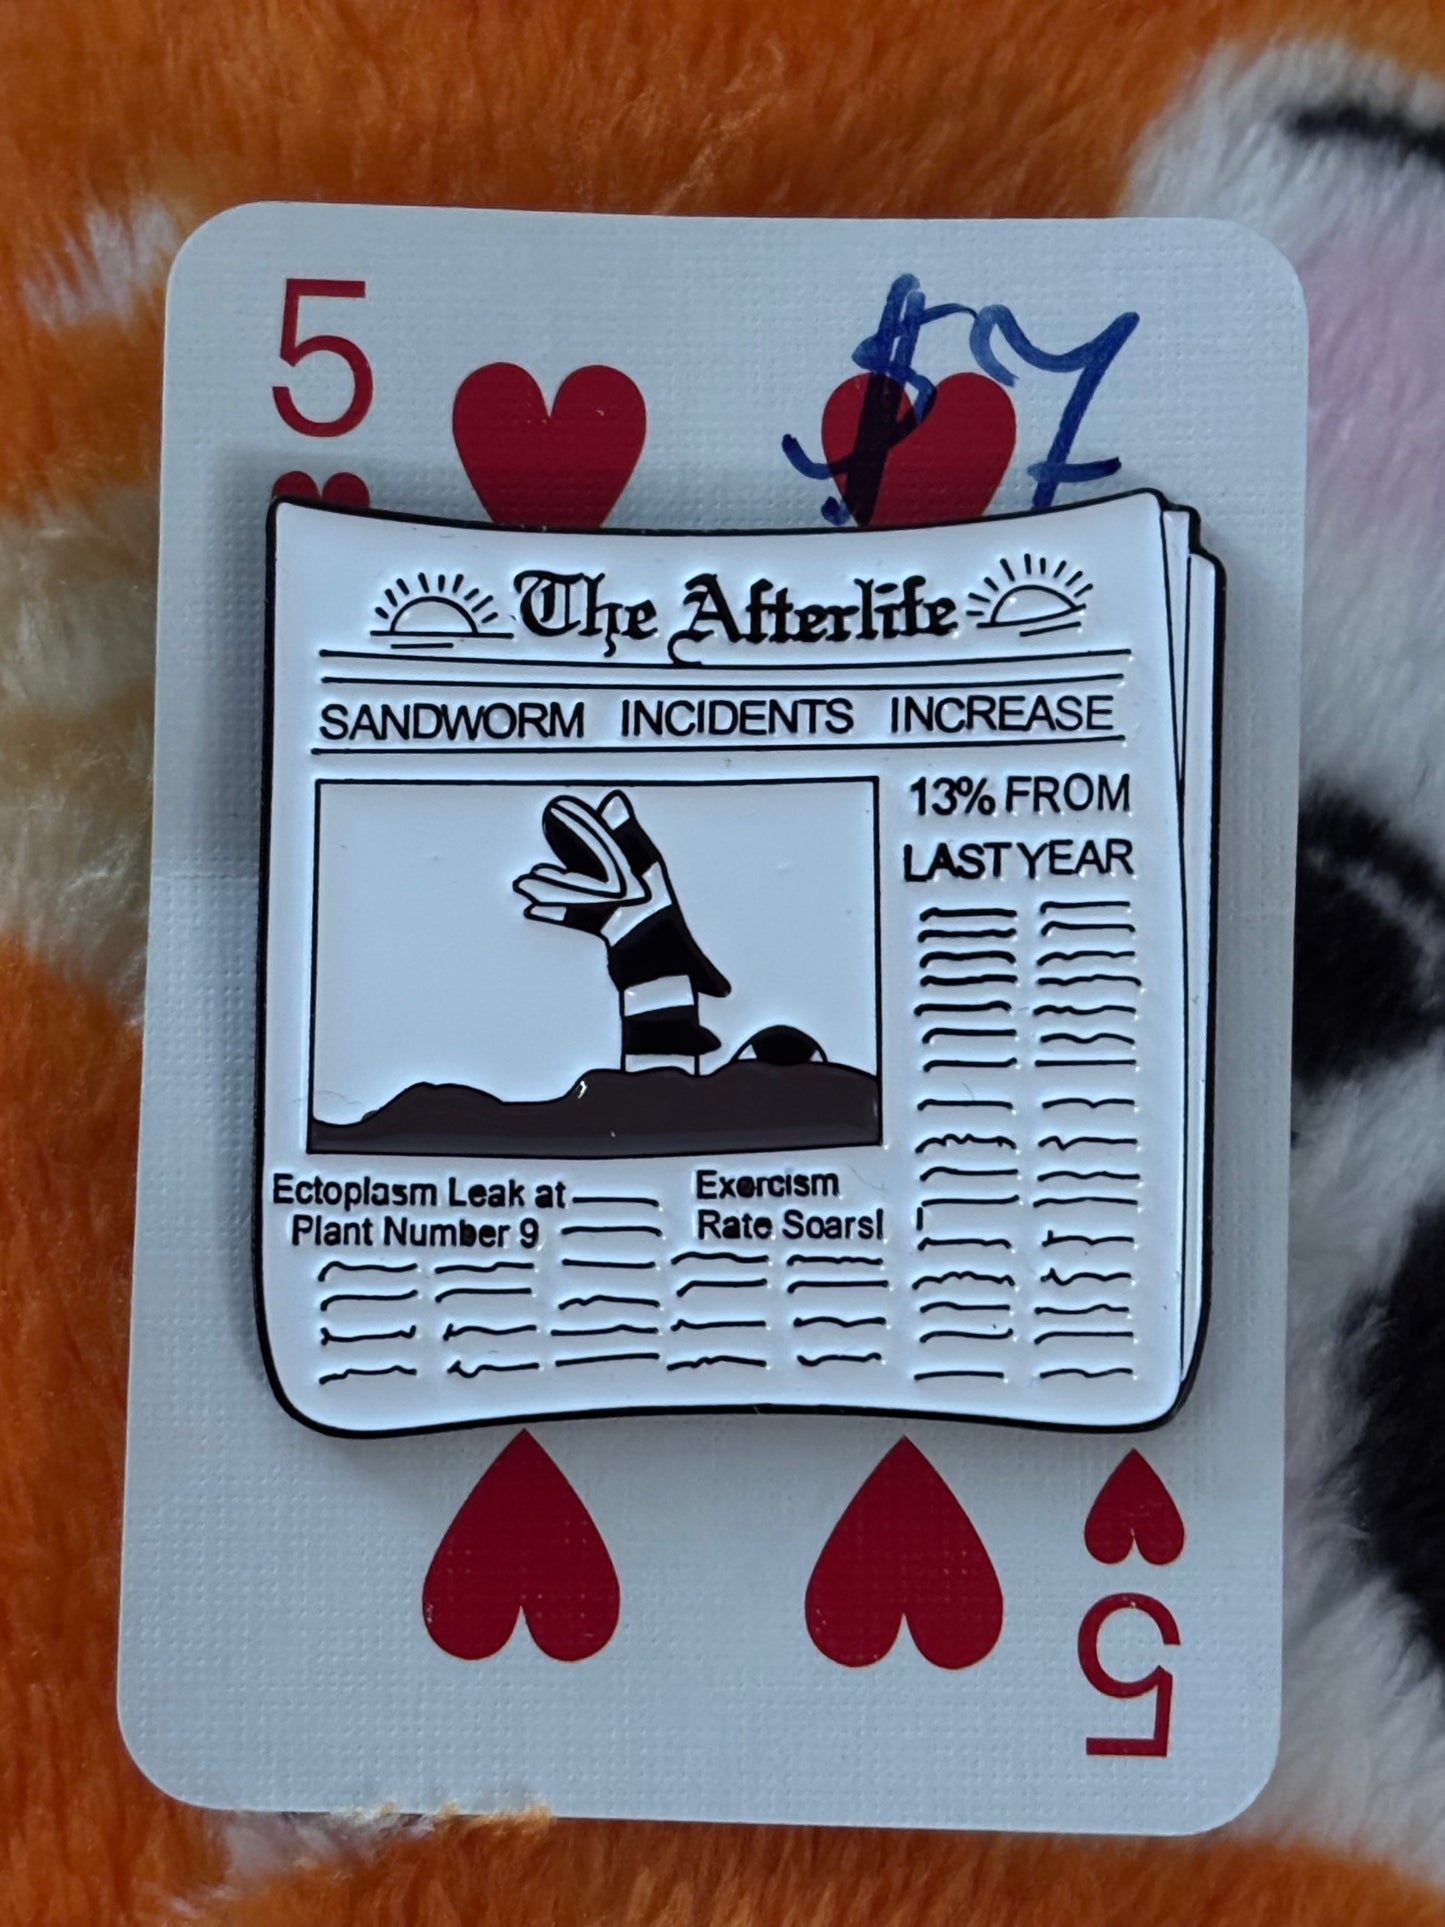 5
$7
The Afterlife
SANDWORM INCIDENTS INCREASE
13% FROM
LAST YEAR
Ectoplasm Leak at
Plant Number 9
Exorcism
Rate Soars!
5